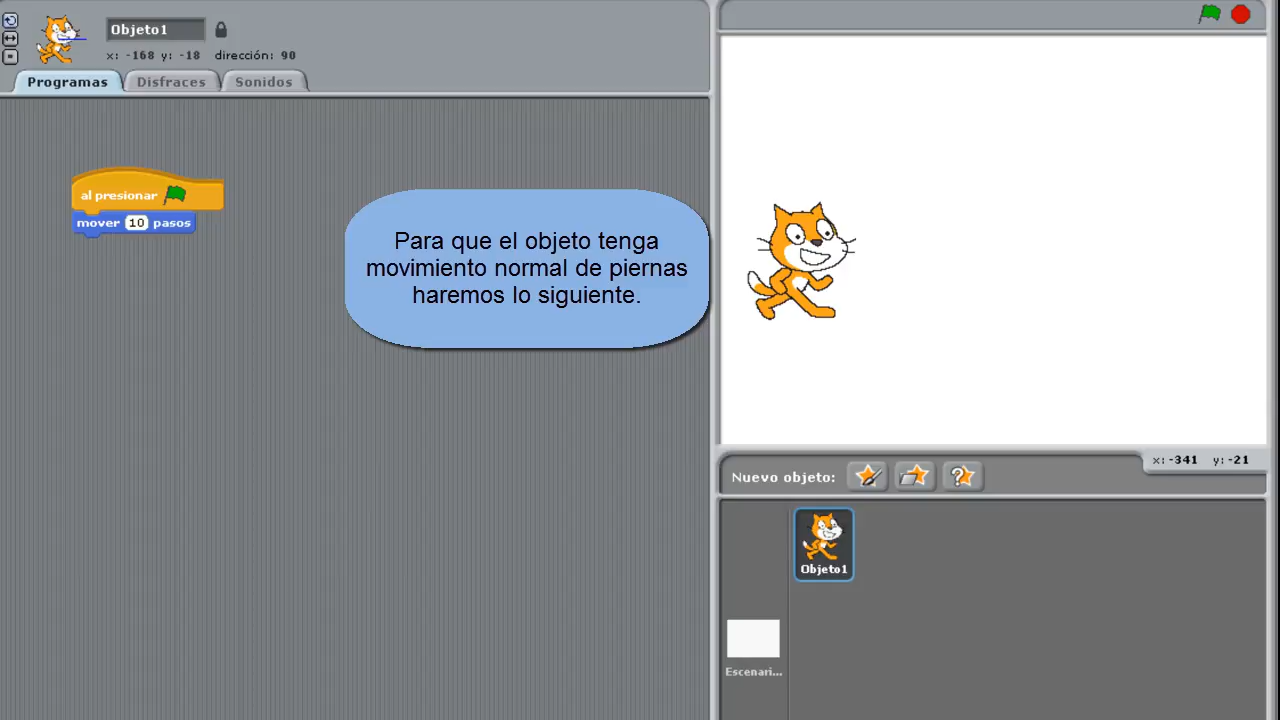 Objeto1
x: -168 y: -18 dirección: 90
Programas Disfraces Sonidos
al presionar
mover 10 pasos
Para que el objeto tenga
movimiento normal de piernas
haremos lo siguiente.
x: -341 y: -21
Nuevo objeto:
Objeto1
Escenari...